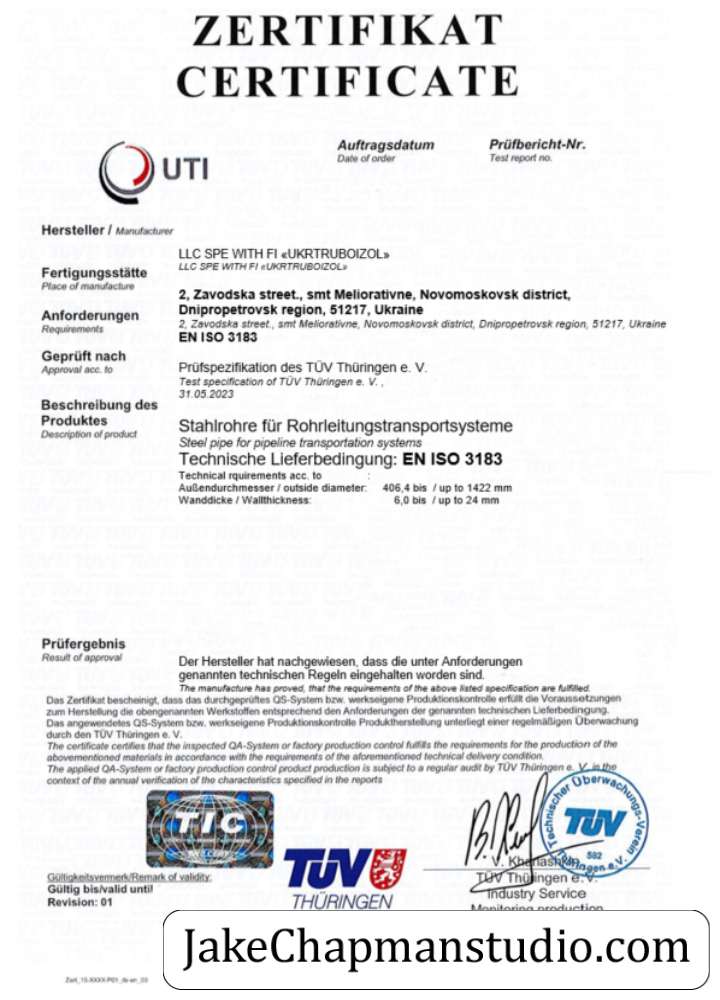 ZERTIFIKAT
CERTIFICATE
UTI
Auftragsdatum
Date of order
Prüfbericht-Nr.
Test report no.
Hersteller / Manufacturer
LLC SPE WITH FI «UKRTRUBOIZOL»
LLC SPE WITH FI «UKRTRUBOIZOL»
Fertigungsstätte
Place of manufacture
2, Zavodska street., smt Meliorativne, Novomoskovsk district,
Dnipropetrovsk region, 51217, Ukraine
2, Zavodska street., smt Meliorativne, Novomoskovsk district, Dnipropetrovsk region, 51217, Ukraine
Anforderungen
Requirements
EN ISO 3183
Geprüft nach
Approval acc. to
Prüfspezifikation des TÜV Thüringen e. V.
Test specification of TÜV Thüringen e. V. ,
31.05.2023
Beschreibung des
Produktes
Description of product
Stahlrohre für Rohrleitungstransportsysteme
Steel pipe for pipeline transportation systems
Technische Lieferbedingung: EN ISO 3183
Technical rquirements acc. to :
Außendurchmesser / outside diameter: 406,4 bis / up to 1422 mm
Wanddicke / Wallthickness: 6,0 bis / up to 24 mm
Prüfergebnis
Result of approval
Der Hersteller hat nachgewiesen, dass die unter Anforderungen
genannten technischen Regeln eingehalten worden sind.
The manufacture has proved, that the requirements of the above listed specification are fulfilled.
Das Zertifikat bescheinigt, dass das durchgeprüftes QS-System bzw. werkseigene Produktionskontrolle erfüllt die Voraussetzungen
zum Herstellung die obengenannten Werkstoffen entsprechend den Anforderungen der genannten technischen Lieferbedingung.
Das angewendetes QS-System bzw. werkseigene Produktionskontrolle Produktherstellung unterliegt einer regelmäßigen Überwachung
durch den TÜV Thüringen e. V.
The certificate certifies that the inspected QA-System or factory production control fulfills the requirements for the production of the
abovementioned materials in accordance with the requirements of the aforementioned technical delivery condition.
The applied QA-System or factory production control product production is subject to a regular audit by TÜV Thüringen e. V. in the
context of the annual verification of the characteristics specified in the reports
TIC
Technischer Überwachungs-Verein
TÜV
592
Thüringen e.V.
TÜV
THÜRINGEN
TÜV Thüringen e. V.
Industry Service
Monitoring production
Gültigkeitsvermerk/Remark of validity:
Gültig bis/valid until
Revision: 01
JakeChapmanstudio.com